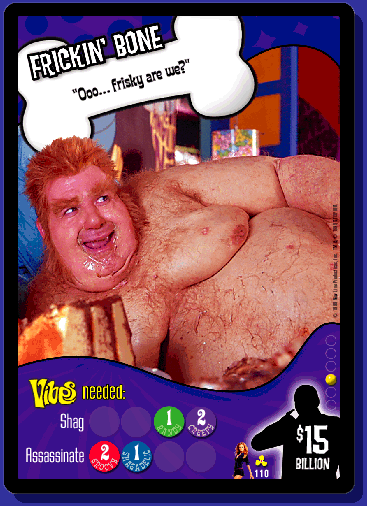 FRICKIN' BONE
"Ooo... frisky are we?"
Vibes needed:
Shag
1
2
Assassinate
2
1
$15
BILLION
110